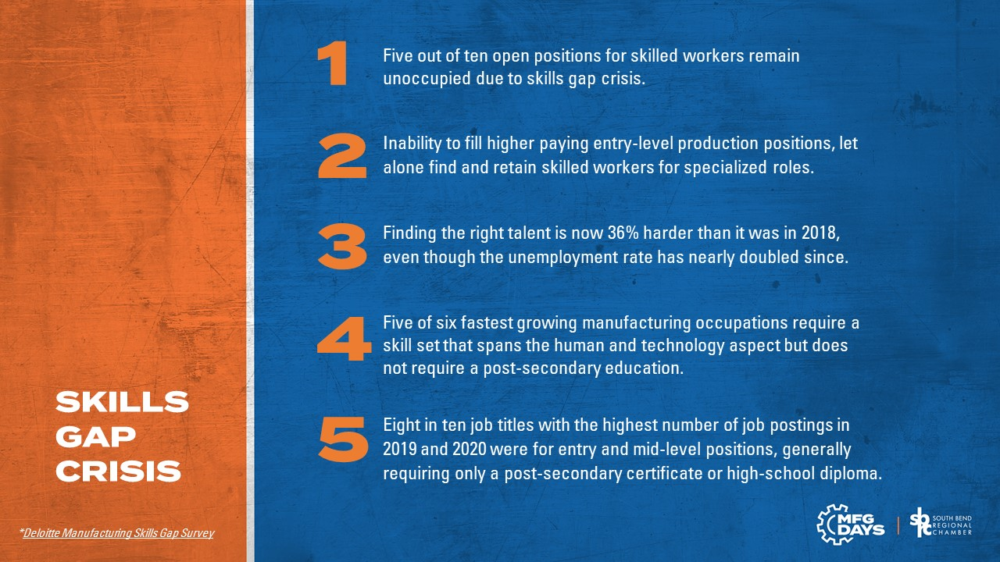 SKILLS
GAP
CRISIS
*Deloitte Manufacturing Skills Gap Survey
1
Five out of ten open positions for skilled workers remain
unoccupied due to skills gap crisis.
2
Inability to fill higher paying entry-level production positions, let
alone find and retain skilled workers for specialized roles.
3
Finding the right talent is now 36% harder than it was in 2018,
even though the unemployment rate has nearly doubled since.
4
Five of six fastest growing manufacturing occupations require a
skill set that spans the human and technology aspect but does
not require a post-secondary education.
5
Eight in ten job titles with the highest number of job postings in
2019 and 2020 were for entry and mid-level positions, generally
requiring only a post-secondary certificate or high-school diploma.
MFG
DAYS
sbrc
SOUTH BEND
REGIONAL
CHAMBER